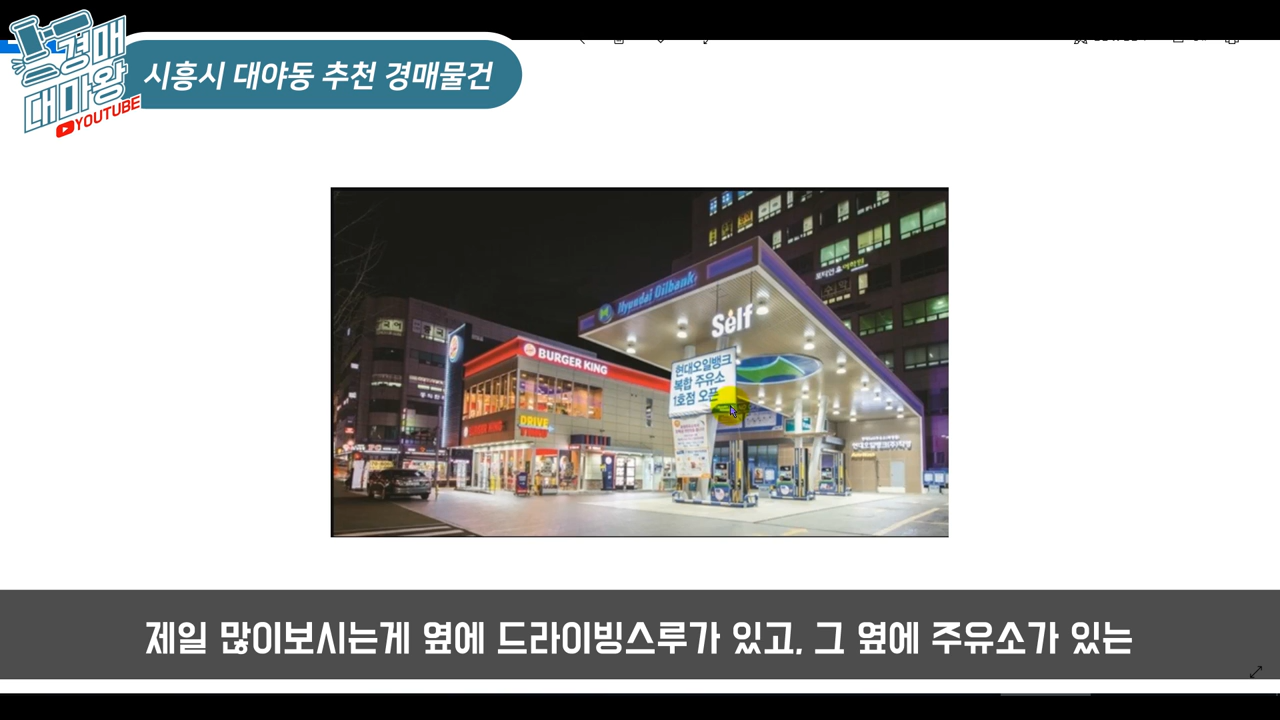 경매
대마왕
YOUTUBE
시흥시 대야동 추천 경매물건
Hyundai Oilbank
Self
BURGER KING
현대오일뱅크
복합 주유소
1호점 오픈
BURGER KING
DRIVE
THRU
제일 많이보시는게 옆에 드라이빙스루가 있고, 그 옆에 주유소가 있는